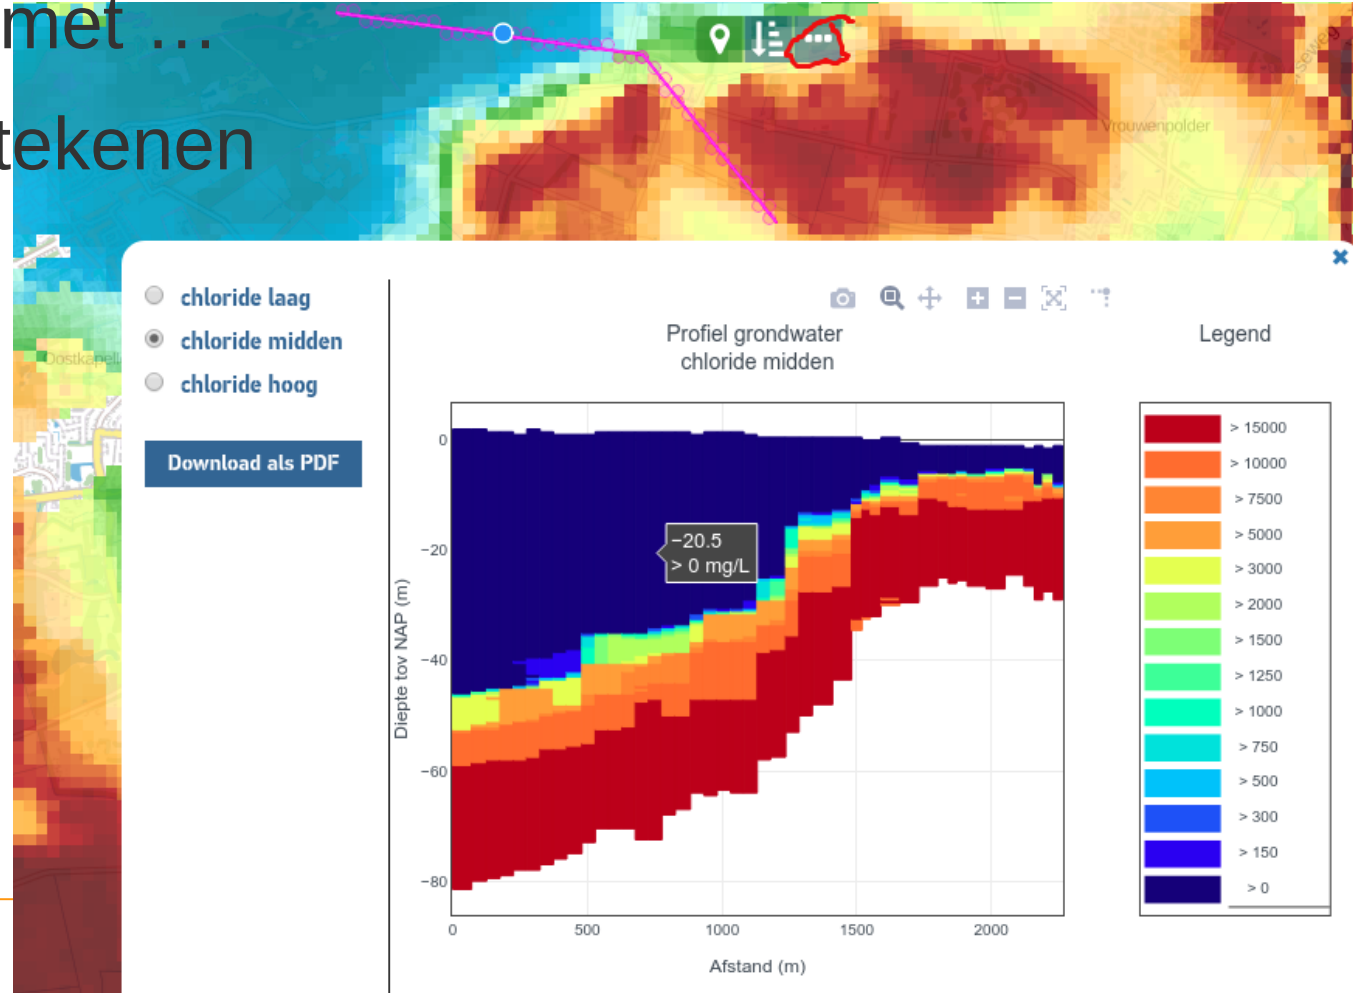 met ...
tekenen
Vrouwenpolder
chloride laag
chloride midden
chloride hoog
Download als PDF
Profiel grondwater
chloride midden
Legend
0
−20
−40
−60
−80
Diepte tov NAP (m)
−20.5
> 0 mg/L
0
500
1000
1500
2000
Afstand (m)
> 15000
> 10000
> 7500
> 5000
> 3000
> 2000
> 1500
> 1250
> 1000
> 750
> 500
> 300
> 150
> 0